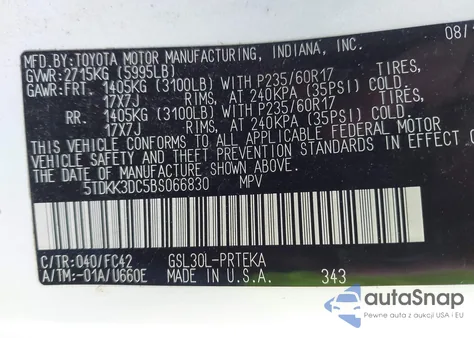 MFD.BY:TOYOTA MOTOR MANUFACTURING, INDIANA, INC. 08/
GVWR:2715KG (5995LB)
GAWR:FRT. 1405KG (3100LB) WITH P235/60R17 TIRES,
17X7J RIMS, AT 240KPA (35PSI) COLD
RR. 1405KG (3100LB) WITH P235/60R17 TIRES,
17X7J RIMS, AT 240KPA (35PSI) COLD
THIS VEHICLE CONFORMS TO ALL APPLICABLE FEDERAL MOTOR
VEHICLE SAFETY AND THEFT PREVENTION STANDARDS IN EFFECT ON
THE DATE OF MANUFACTURE SHOWN ABOVE.
5TDKK3DC5BS066830 MPV
C/TR:040/FC42 GSL30L-PRTEKA
A/TM:-01A/U660E MADE IN U.S.A. 343
autoSnap
Pewne auta z aukcji USA i EU